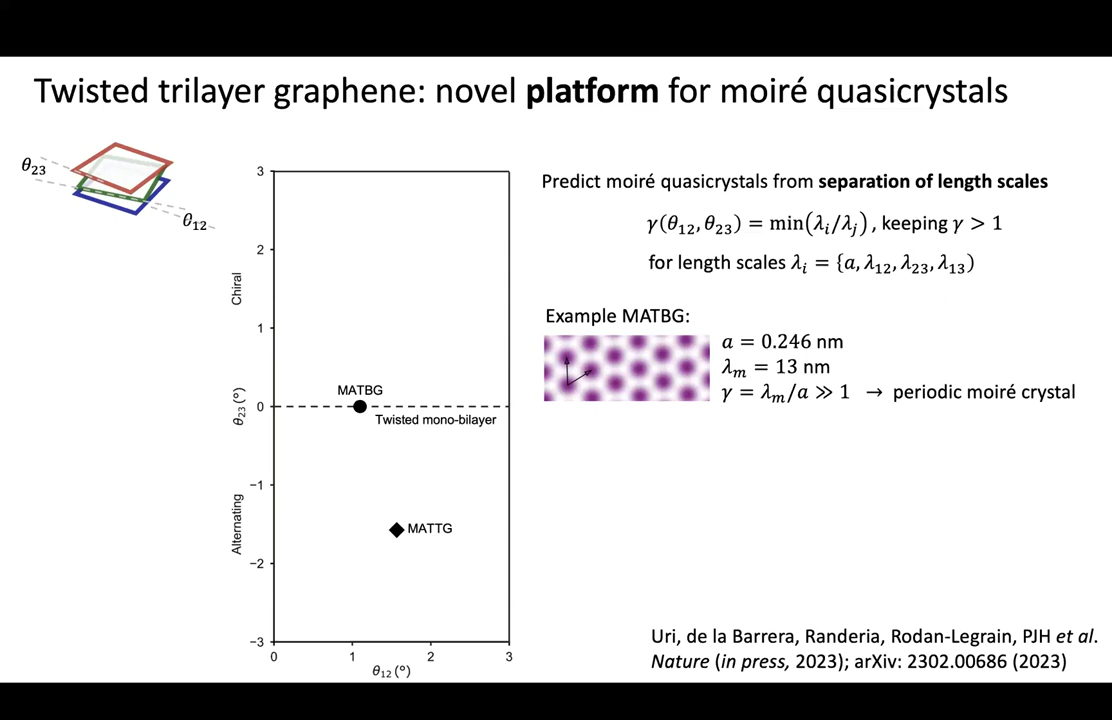 Twisted trilayer graphene: novel platform for moiré quasicrystals
θ23
θ12
3
2
1
0
−1
−2
−3
Chiral
θ23 (°)
Alternating
MATBG
Twisted mono-bilayer
MATTG
0
1
2
3
θ12 (°)
Predict moiré quasicrystals from separation of length scales
γ(θ12, θ23) = min(λi/λj), keeping γ > 1
for length scales λi = {a, λ12, λ23, λ13)
Example MATBG:
a = 0.246 nm
λm = 13 nm
γ = λm/a ≫ 1 → periodic moiré crystal
Uri, de la Barrera, Randeria, Rodan-Legrain, PJH et al.
Nature (in press, 2023); arXiv: 2302.00686 (2023)